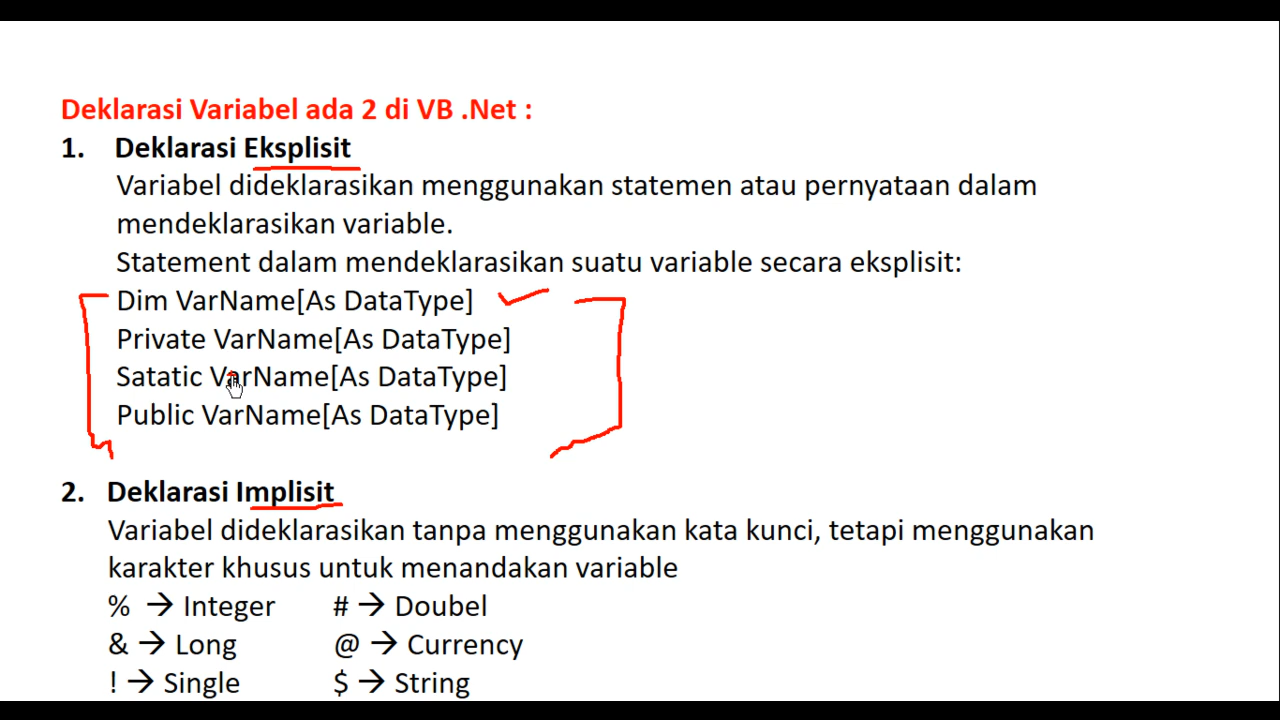 Deklarasi Variabel ada 2 di VB .Net :
1. Deklarasi Eksplisit
Variabel dideklarasikan menggunakan statemen atau pernyataan dalam
mendeklarasikan variable.
Statement dalam mendeklarasikan suatu variable secara eksplisit:
Dim VarName[As DataType]
Private VarName[As DataType]
Satatic VarName[As DataType]
Public VarName[As DataType]
2. Deklarasi Implisit
Variabel dideklarasikan tanpa menggunakan kata kunci, tetapi menggunakan
karakter khusus untuk menandakan variable
% → Integer # → Doubel
& → Long @ → Currency
! → Single $ → String